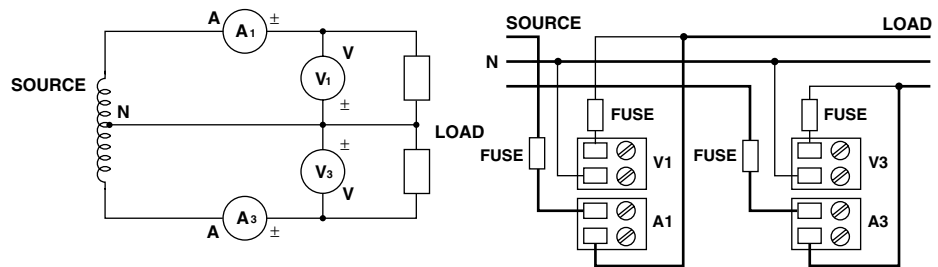 A A1 ±
V
V1
±
SOURCE
N
LOAD
±
V3
V
A A3 ±
SOURCE LOAD
N
FUSE FUSE
FUSE V1 FUSE V3
A1 A3